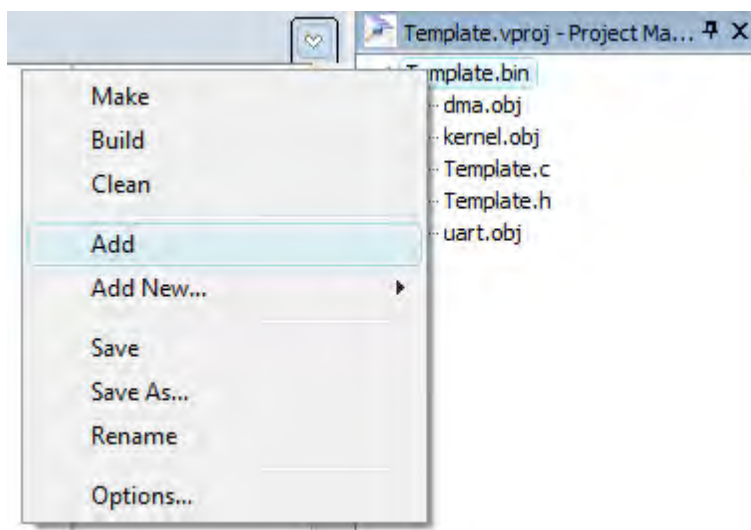 Template.vproj - Project Ma...
Template.bin
dma.obj
kernel.obj
Template.c
Template.h
uart.obj
Make
Build
Clean
Add
Add New...
Save
Save As...
Rename
Options...